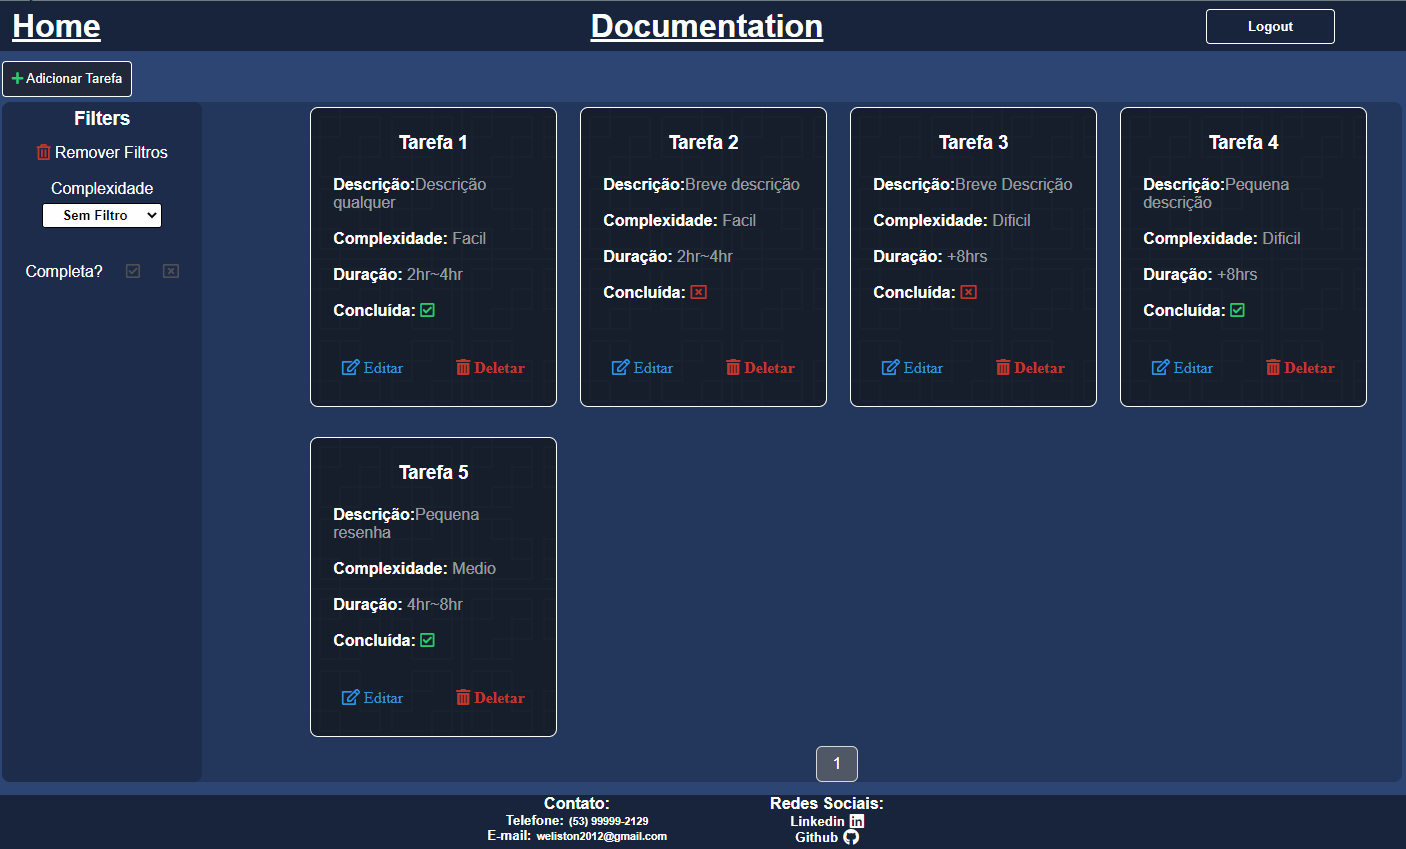 Home
Documentation
Logout
Adicionar Tarefa
Filters
Remover Filtros
Complexidade
Sem Filtro
Completa?
Tarefa 1
Descrição:Descrição
qualquer
Complexidade: Facil
Duração: 2hr~4hr
Concluída:
Editar
Deletar
Tarefa 2
Descrição:Breve descrição
Complexidade: Facil
Duração: 2hr~4hr
Concluída:
Editar
Deletar
Tarefa 3
Descrição:Breve Descrição
Complexidade: Dificil
Duração: +8hrs
Concluída:
Editar
Deletar
Tarefa 4
Descrição:Pequena
descrição
Complexidade: Dificil
Duração: +8hrs
Concluída:
Editar
Deletar
Tarefa 5
Descrição:Pequena
resenha
Complexidade: Medio
Duração: 4hr~8hr
Concluída:
Editar
Deletar
1
Contato:
Telefone: (53) 99999-2129
E-mail: weliston2012@gmail.com
Redes Sociais:
Linkedin
Github